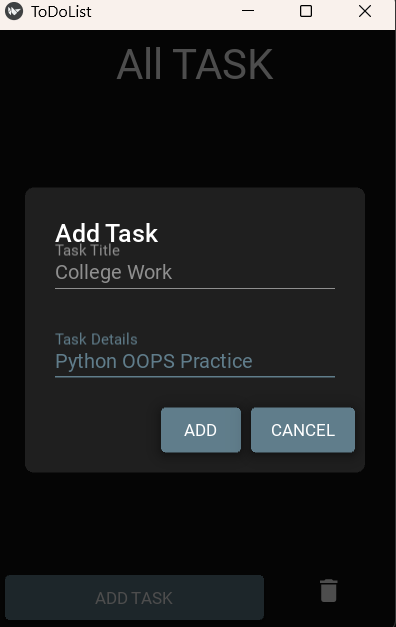 ToDoList
All TASK
Add Task
Task Title
College Work
Task Details
Python OOPS Practice
ADD
CANCEL
ADD TASK